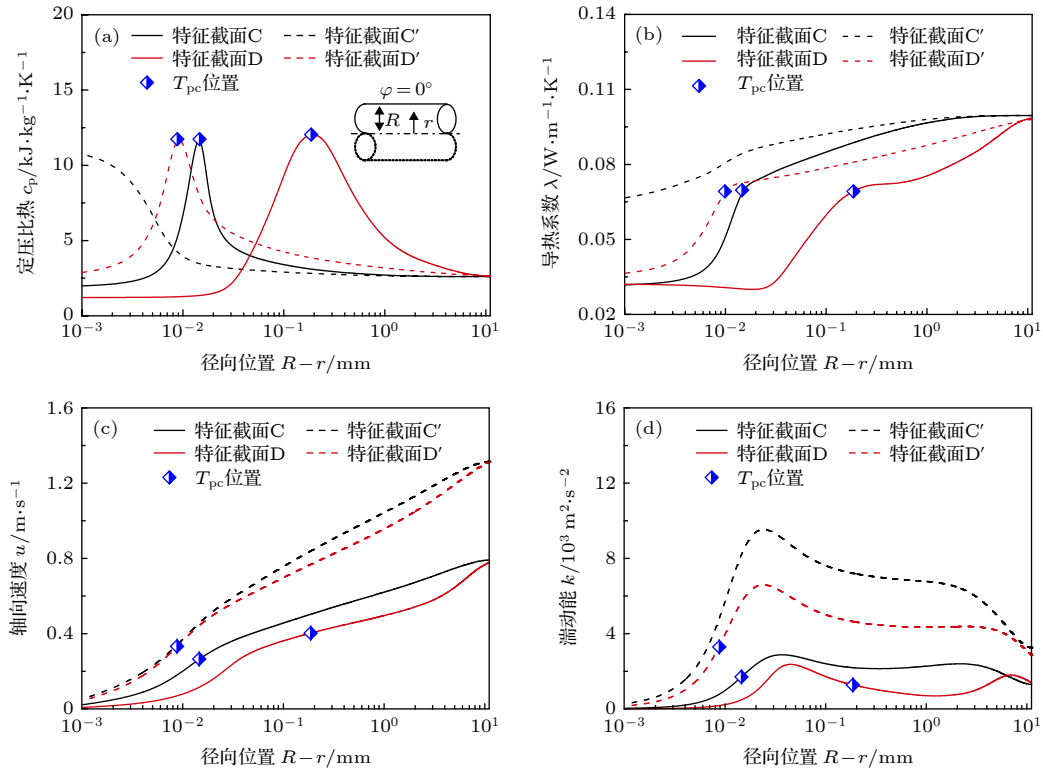 (a)
特征截面C
特征截面C′
特征截面D
特征截面D′
T_pc位置
φ=0°
R
r
20
15
10
5
0
10⁻³
10⁻²
10⁻¹
10⁰
10¹
定压比热 c_p/kJ·kg⁻¹·K⁻¹
径向位置 R−r/mm
(b)
特征截面C
特征截面C′
特征截面D
特征截面D′
T_pc位置
0.14
0.11
0.08
0.05
0.02
10⁻³
10⁻²
10⁻¹
10⁰
10¹
导热系数 λ/W·m⁻¹·K⁻¹
径向位置 R−r/mm
(c)
特征截面C
特征截面C′
特征截面D
特征截面D′
T_pc位置
1.6
1.2
0.8
0.4
0
10⁻³
10⁻²
10⁻¹
10⁰
10¹
轴向速度 u/m·s⁻¹
径向位置 R−r/mm
(d)
特征截面C
特征截面C′
特征截面D
特征截面D′
T_pc位置
16
12
8
4
0
10⁻³
10⁻²
10⁻¹
10⁰
10¹
湍动能 k/10³ m²·s⁻²
径向位置 R−r/mm